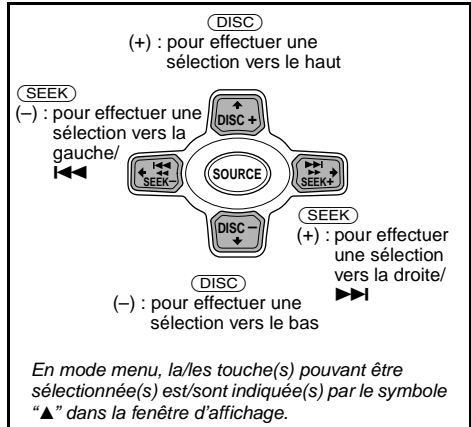 DISC
(+) : pour effectuer une
sélection vers le haut
SEEK
(–) : pour effectuer une
sélection vers la
gauche/
⏮
DISC +
SEEK–
SOURCE
SEEK+
DISC –
SEEK
(+) : pour effectuer
une sélection
vers la droite/
⏭
DISC
(–) : pour effectuer une
sélection vers le bas
En mode menu, la/les touche(s) pouvant être
sélectionnée(s) est/sont indiquée(s) par le symbole
“▲” dans la fenêtre d’affichage.